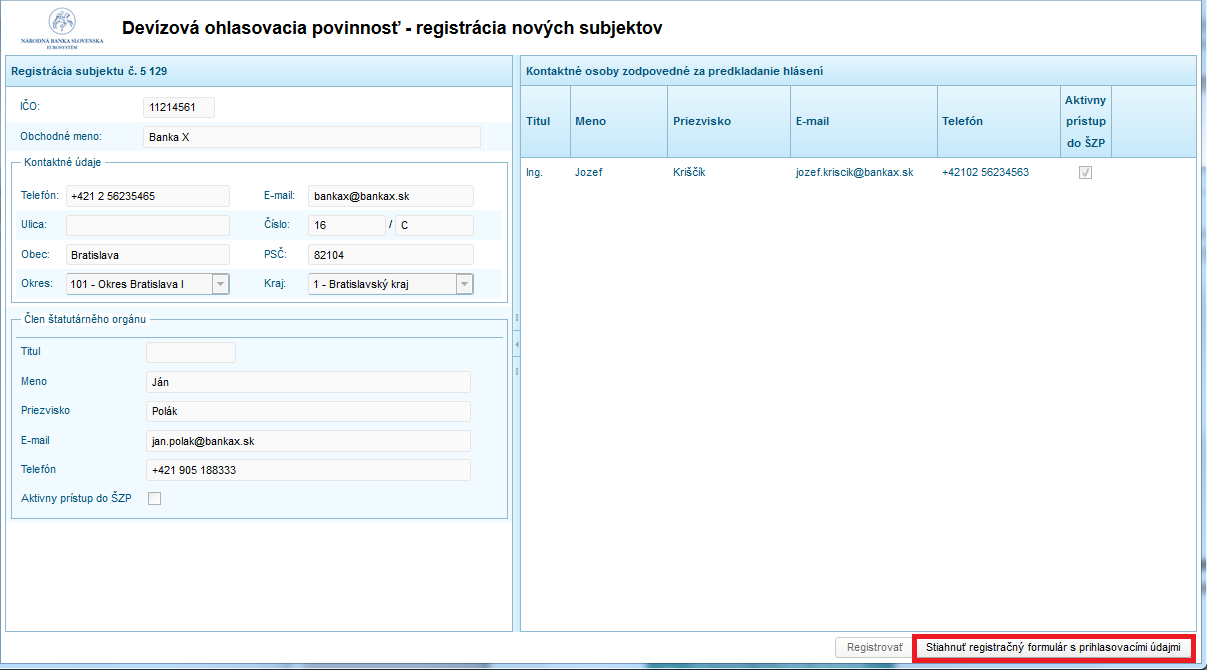 NÁRODNÁ BANKA SLOVENSKA
EUROSYSTÉM
Devízová ohlasovacia povinnosť - registrácia nových subjektov
Registrácia subjektu č. 5 129
IČO: 11214561
Obchodné meno: Banka X
Kontaktné údaje
Telefón: +421 2 56235465 E-mail: bankax@bankax.sk
Ulica: Číslo: 16 / C
Obec: Bratislava PSČ: 82104
Okres: 101 - Okres Bratislava I Kraj: 1 - Bratislavský kraj
Člen štatutárneho orgánu
Titul
Meno Ján
Priezvisko Polák
E-mail jan.polak@bankax.sk
Telefón +421 905 188333
Aktivny prístup do ŠZP
Kontaktné osoby zodpovedné za predkladanie hlásení
Titul Meno Priezvisko E-mail Telefón Aktivny prístup do ŠZP
Ing. Jozef Kriščík jozef.kriscik@bankax.sk +42102 56234563
Registrovať Stiahnuť registračný formulár s prihlasovacími údajmi